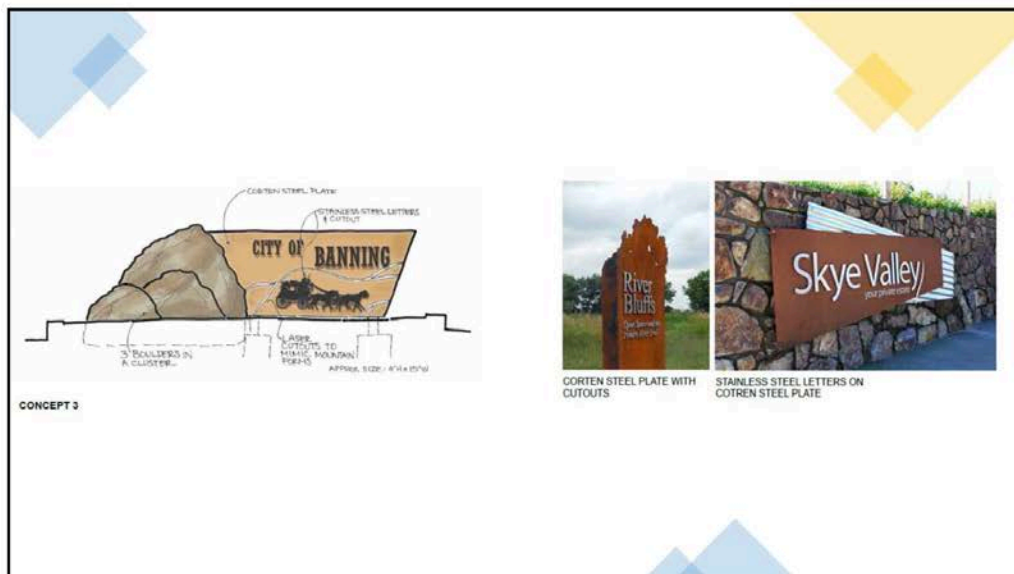 CORTEN STEEL PLATE
STAINLESS STEEL LETTERS
& CUTOUT
CITY OF
BANNING
3' BOULDERS IN
A CLUSTER
LASER
CUTOUTS TO
MIMIC MOUNTAIN
FORMS
APPROX SIZE:
CONCEPT 3
River
Bluffs
Skye Valley
your private estate
CORTEN STEEL PLATE WITH
CUTOUTS
STAINLESS STEEL LETTERS ON
COTREN STEEL PLATE